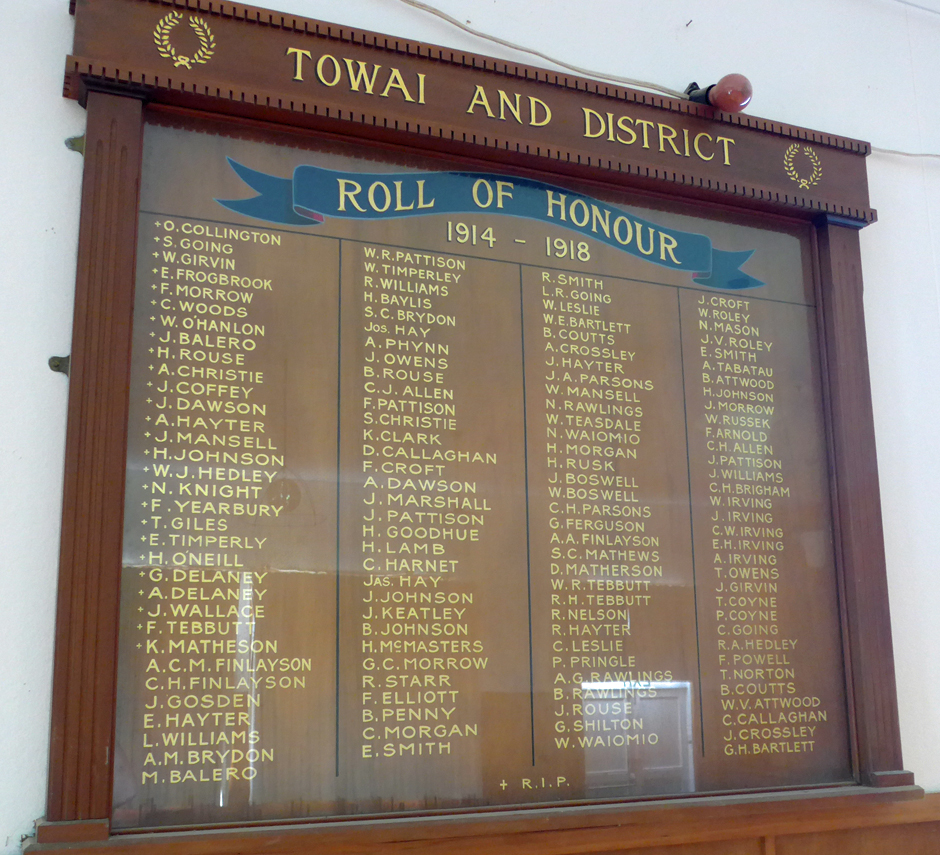 TOWAI AND DISTRICT
ROLL OF HONOUR
1914 - 1918
+O. COLLINGTON
+S. GOING
+W. GIRVIN
+E. FROGBROOK
+F. MORROW
+C. WOODS
+W. O'HANLON
+J. BALERO
+H. ROUSE
+A. CHRISTIE
+J. COFFEY
+J. DAWSON
+A. HAYTER
+J. MANSELL
+H. JOHNSON
+W. J. HEDLEY
+N. KNIGHT
+F. YEARBURY
+T. GILES
+E. TIMPERLY
+H. O'NEILL
+G. DELANEY
+A. DELANEY
+J. WALLACE
+F. TEBBUTT
+K. MATHESON
A. C. M. FINLAYSON
C. H. FINLAYSON
J. GOSDEN
E. HAYTER
L. WILLIAMS
A. M. BRYDON
M. BALERO
W. R. PATTISON
W. TIMPERLEY
R. WILLIAMS
H. BAYLIS
S. C. BRYDON
JOS. HAY
A. PHYNN
J. OWENS
B. ROUSE
C. J. ALLEN
F. PATTISON
S. CHRISTIE
K. CLARK
D. CALLAGHAN
F. CROFT
A. DAWSON
J. MARSHALL
J. PATTISON
H. GOODHUE
H. LAMB
C. HARNET
JAS. HAY
J. JOHNSON
J. KEATLEY
B. JOHNSON
H. McMASTERS
G. C. MORROW
R. STARR
F. ELLIOTT
B. PENNY
C. MORGAN
E. SMITH
R. SMITH
L. R. GOING
W. LESLIE
W. E. BARTLETT
B. COUTTS
A. CROSSLEY
J. HAYTER
J. A. PARSONS
W. MANSELL
N. RAWLINGS
W. TEASDALE
N. WAIOMIO
H. MORGAN
H. RUSK
J. BOSWELL
W. BOSWELL
C. H. PARSONS
G. FERGUSON
A. A. FINLAYSON
S. C. MATHEWS
D. MATHERSON
W. R. TEBBUTT
R. H. TEBBUTT
R. NELSON
R. HAYTER
C. LESLIE
P. PRINGLE
A. G. RAWLINGS
B. RAWLINGS
J. ROUSE
G. SHILTON
W. WAIOMIO
J. CROFT
W. ROLEY
N. MASON
J. V. ROLEY
E. SMITH
A. TABATAU
B. ATTWOOD
H. JOHNSON
J. MORROW
W. RUSSEK
F. ARNOLD
C. H. ALLEN
J. PATTISON
J. WILLIAMS
C. H. BRIGHAM
W. IRVING
J. IRVING
C. W. IRVING
E. H. IRVING
A. IRVING
T. OWENS
J. GIRVIN
T. COYNE
P. COYNE
C. GOING
R. A. HEDLEY
F. POWELL
T. NORTON
B. COUTTS
W. V. ATTWOOD
C. CALLAGHAN
J. CROSSLEY
G. H. BARTLETT
+ R.I.P.